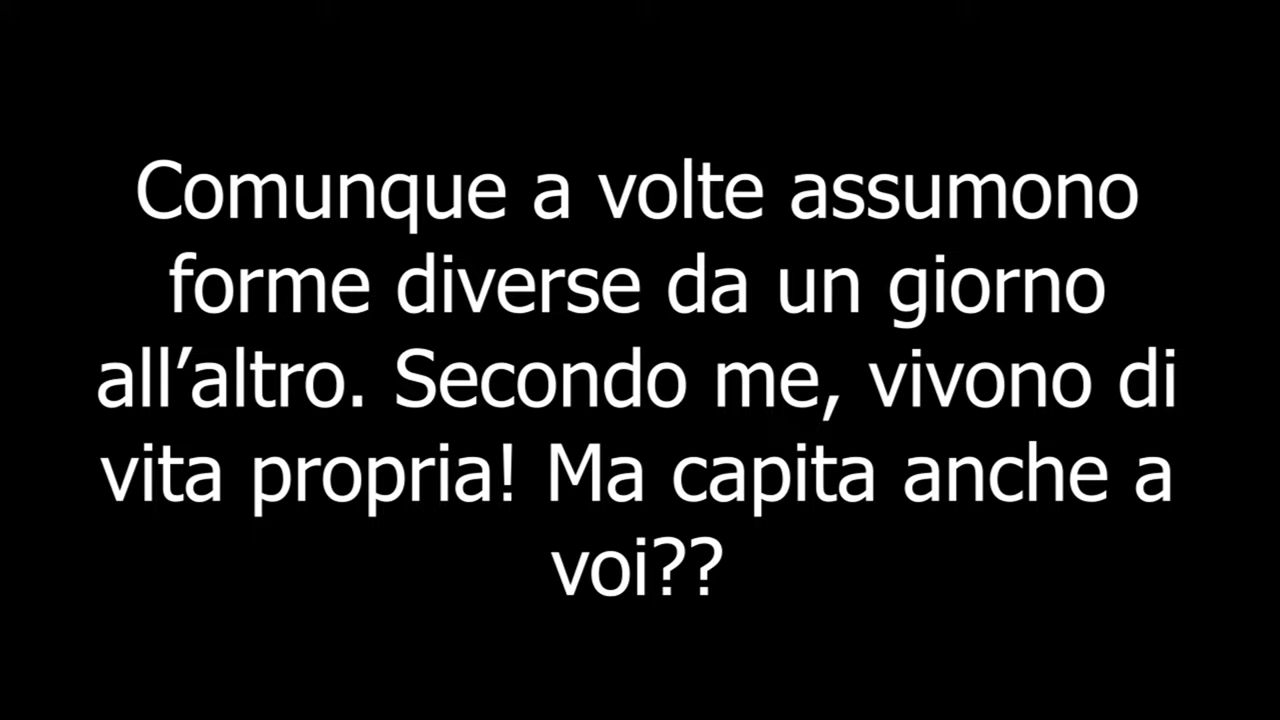 Comunque a volte assumono
forme diverse da un giorno
all’altro. Secondo me, vivono di
vita propria! Ma capita anche a
voi??